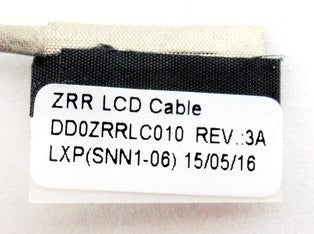 ZRR LCD Cable
DD0ZRRLC010 REV.:3A
LXP(SNN1-06) 15/05/16